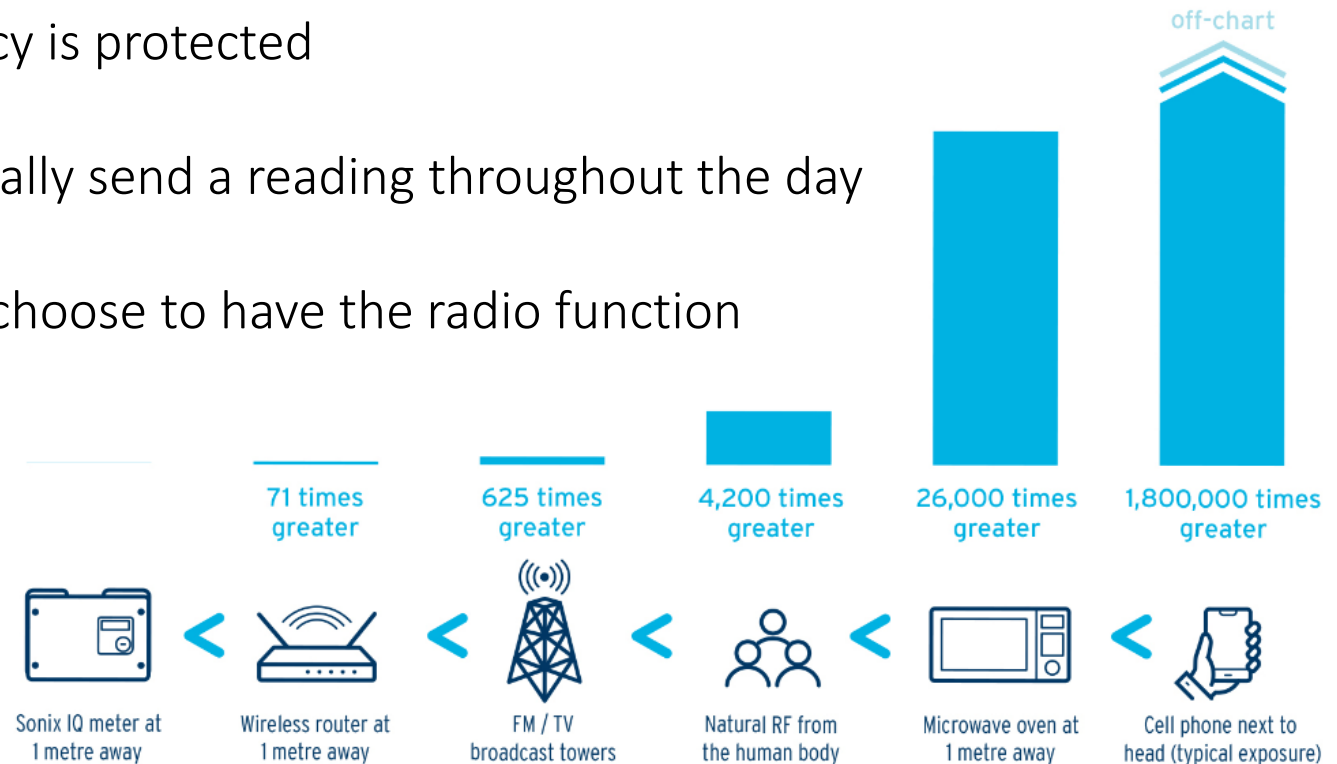 cy is protected
ally send a reading throughout the day
choose to have the radio function
off-chart
71 times
greater
625 times
greater
4,200 times
greater
26,000 times
greater
1,800,000 times
greater
Sonix IQ meter at
1 metre away
Wireless router at
1 metre away
FM / TV
broadcast towers
Natural RF from
the human body
Microwave oven at
1 metre away
Cell phone next to
head (typical exposure)